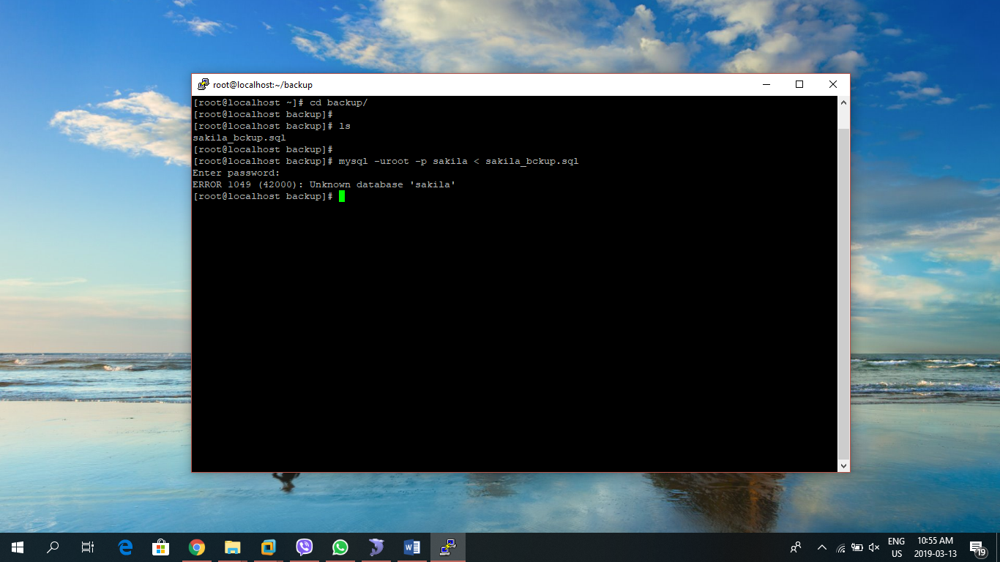 root@localhost:~/backup
[root@localhost ~]# cd backup/
[root@localhost backup]#
[root@localhost backup]# ls
sakila_bckup.sql
[root@localhost backup]#
[root@localhost backup]# mysql -uroot -p sakila < sakila_bckup.sql
Enter password:
ERROR 1049 (42000): Unknown database 'sakila'
[root@localhost backup]#
ENG
US
10:55 AM
2019-03-13
19